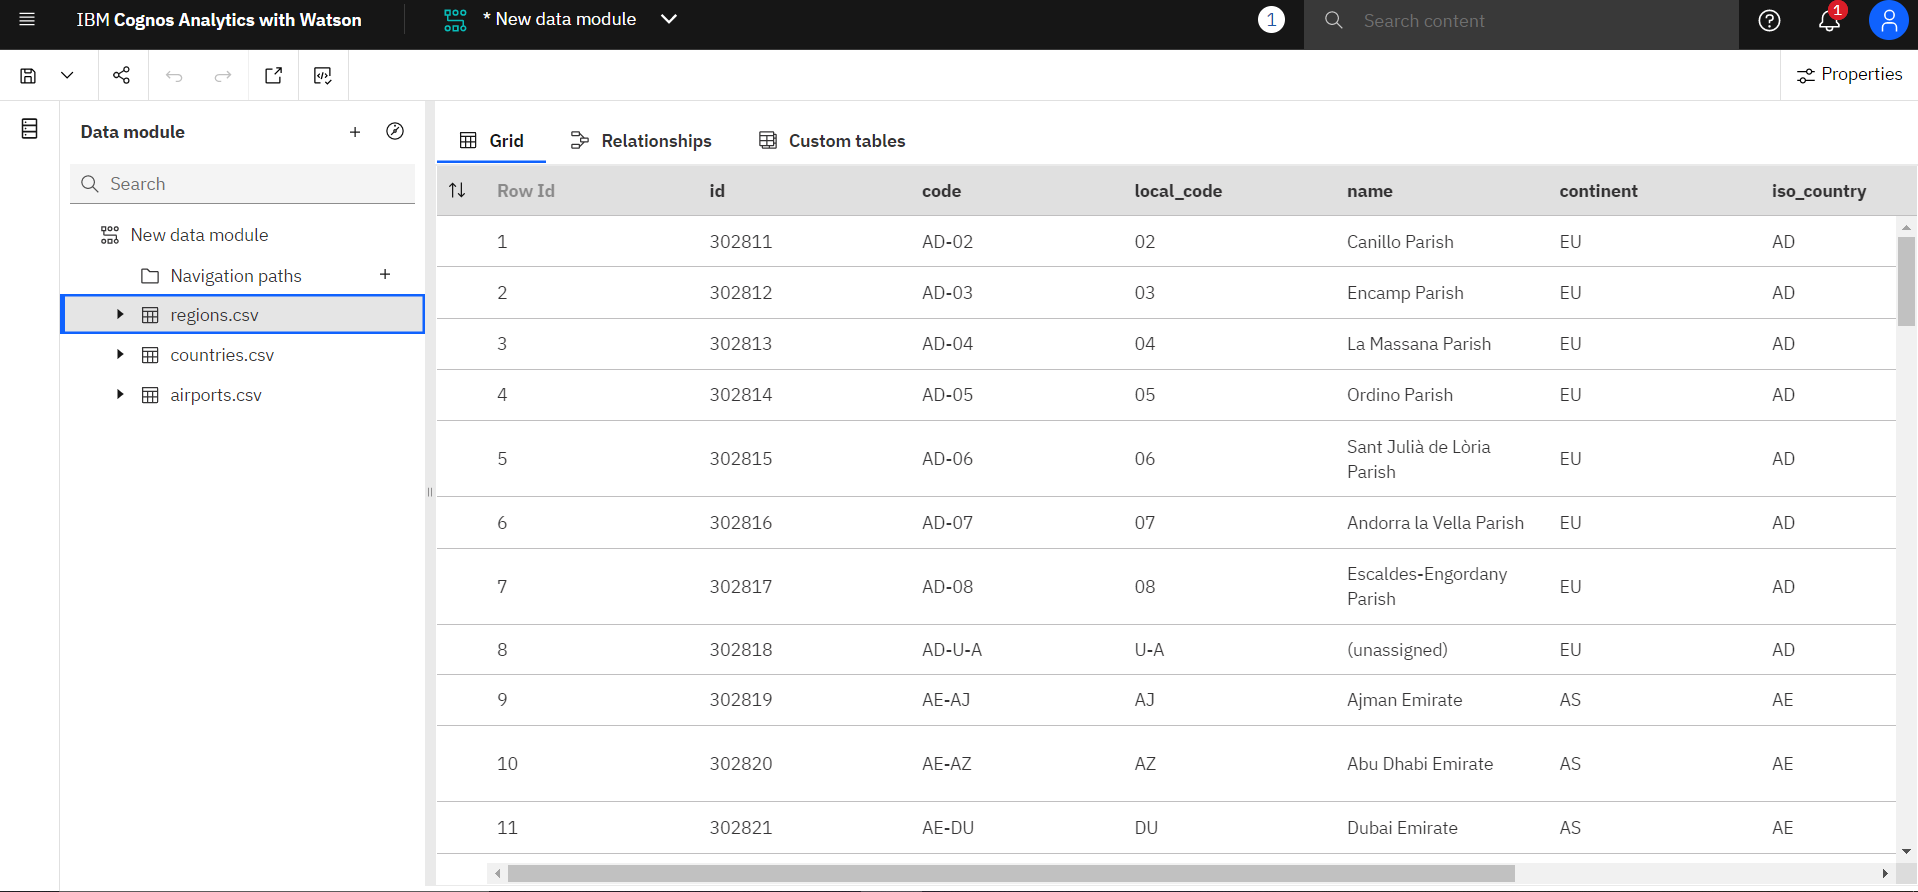 IBM Cognos Analytics with Watson
* New data module
1
Search content
1
Properties
Data module
Search
New data module
Navigation paths
regions.csv
countries.csv
airports.csv
Grid Relationships Custom tables
Row Id id code local_code name continent iso_country
1 302811 AD-02 02 Canillo Parish EU AD
2 302812 AD-03 03 Encamp Parish EU AD
3 302813 AD-04 04 La Massana Parish EU AD
4 302814 AD-05 05 Ordino Parish EU AD
5 302815 AD-06 06 Sant Julià de Lòria
Parish EU AD
6 302816 AD-07 07 Andorra la Vella Parish EU AD
7 302817 AD-08 08 Escaldes-Engordany
Parish EU AD
8 302818 AD-U-A U-A (unassigned) EU AD
9 302819 AE-AJ AJ Ajman Emirate AS AE
10 302820 AE-AZ AZ Abu Dhabi Emirate AS AE
11 302821 AE-DU DU Dubai Emirate AS AE